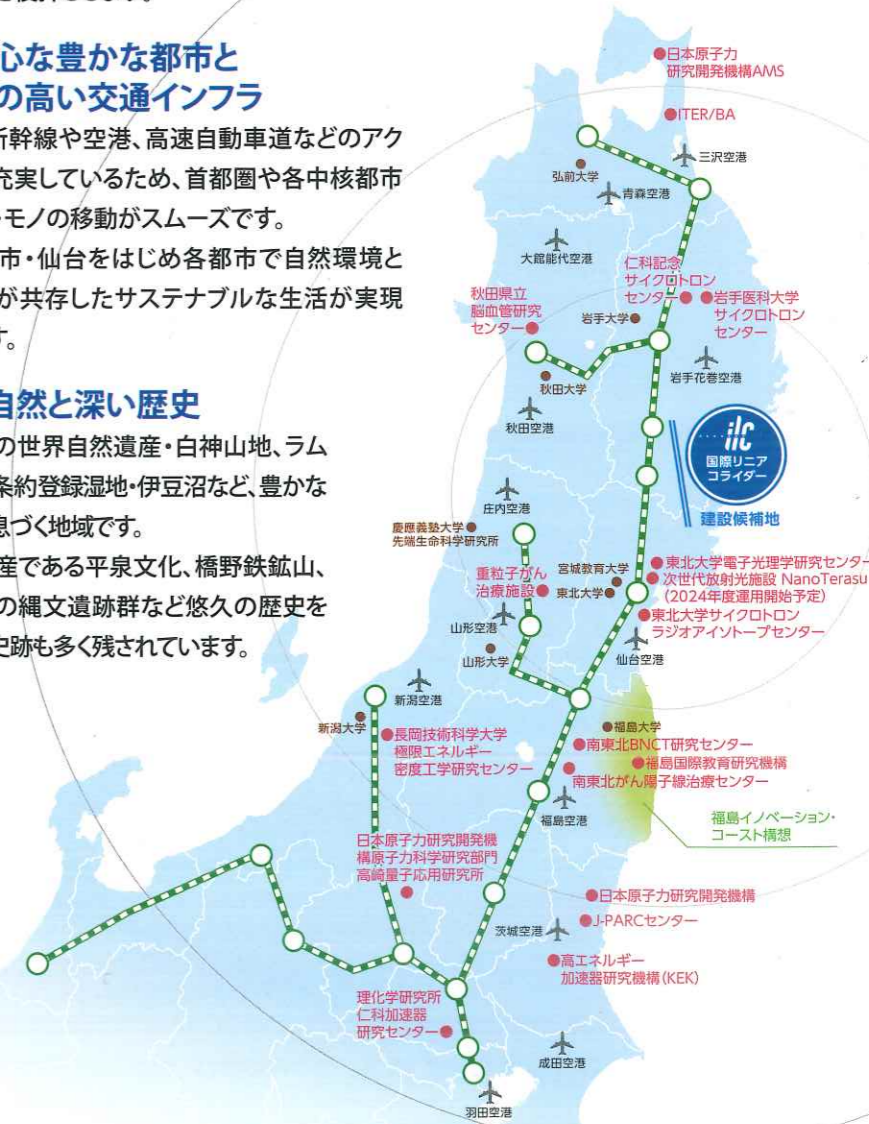 心な豊かな都市と
の高い交通インフラ
新幹線や空港、高速自動車道などのアク
充実しているため、首都圏や各中核都市
・モノの移動がスムーズです。
市・仙台をはじめ各都市で自然環境と
が共存したサステナブルな生活が実現
す。
自然と深い歴史
の世界自然遺産・白神山地、ラム
条約登録湿地・伊豆沼など、豊かな
息づく地域です。
産である平泉文化、橋野鉄鉱山、
の縄文遺跡群など悠久の歴史を
史跡も多く残されています。
日本原子力
研究開発機構AMS
ITER/BA
三沢空港
弘前大学
青森空港
大館能代空港
仁科記念
サイクロトロン
センター
岩手医科大学
サイクロトロン
センター
秋田県立
脳血管研究
センター
岩手大学
岩手花巻空港
秋田大学
秋田空港
ilc
国際リニア
コライダー
建設候補地
庄内空港
慶應義塾大学
先端生命科学研究所
重粒子がん
治療施設
宮城教育大学
東北大学
東北大学電子光理学研究センター
次世代放射光施設 NanoTerasu
(2024年度運用開始予定)
東北大学サイクロトロン
ラジオアイソトープセンター
山形空港
山形大学
仙台空港
新潟空港
新潟大学
長岡技術科学大学
極限エネルギー
密度工学研究センター
福島大学
南東北BNCT研究センター
福島国際教育研究機構
南東北がん陽子線治療センター
福島空港
福島イノベーション・
コースト構想
日本原子力研究開発機
構原子力科学研究部門
高崎量子応用研究所
日本原子力研究開発機構
J-PARCセンター
茨城空港
高エネルギー
加速器研究機構(KEK)
理化学研究所
仁科加速器
研究センター
成田空港
羽田空港